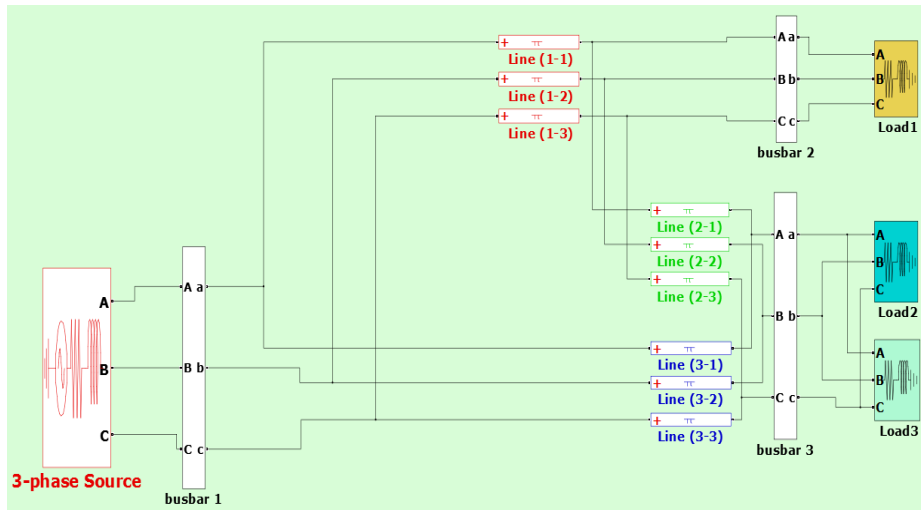 + π
Line (1-1)
+ π
Line (1-2)
+ π
Line (1-3)
A a
B b
C c
busbar 2
A
B
C
Load1
+ π
Line (2-1)
+ π
Line (2-2)
+ π
Line (2-3)
A a
B b
C c
busbar 3
A
B
C
Load2
A
B
C
Load3
A
B
C
3-phase Source
A a
B b
C c
busbar 1
+ π
Line (3-1)
+ π
Line (3-2)
+ π
Line (3-3)